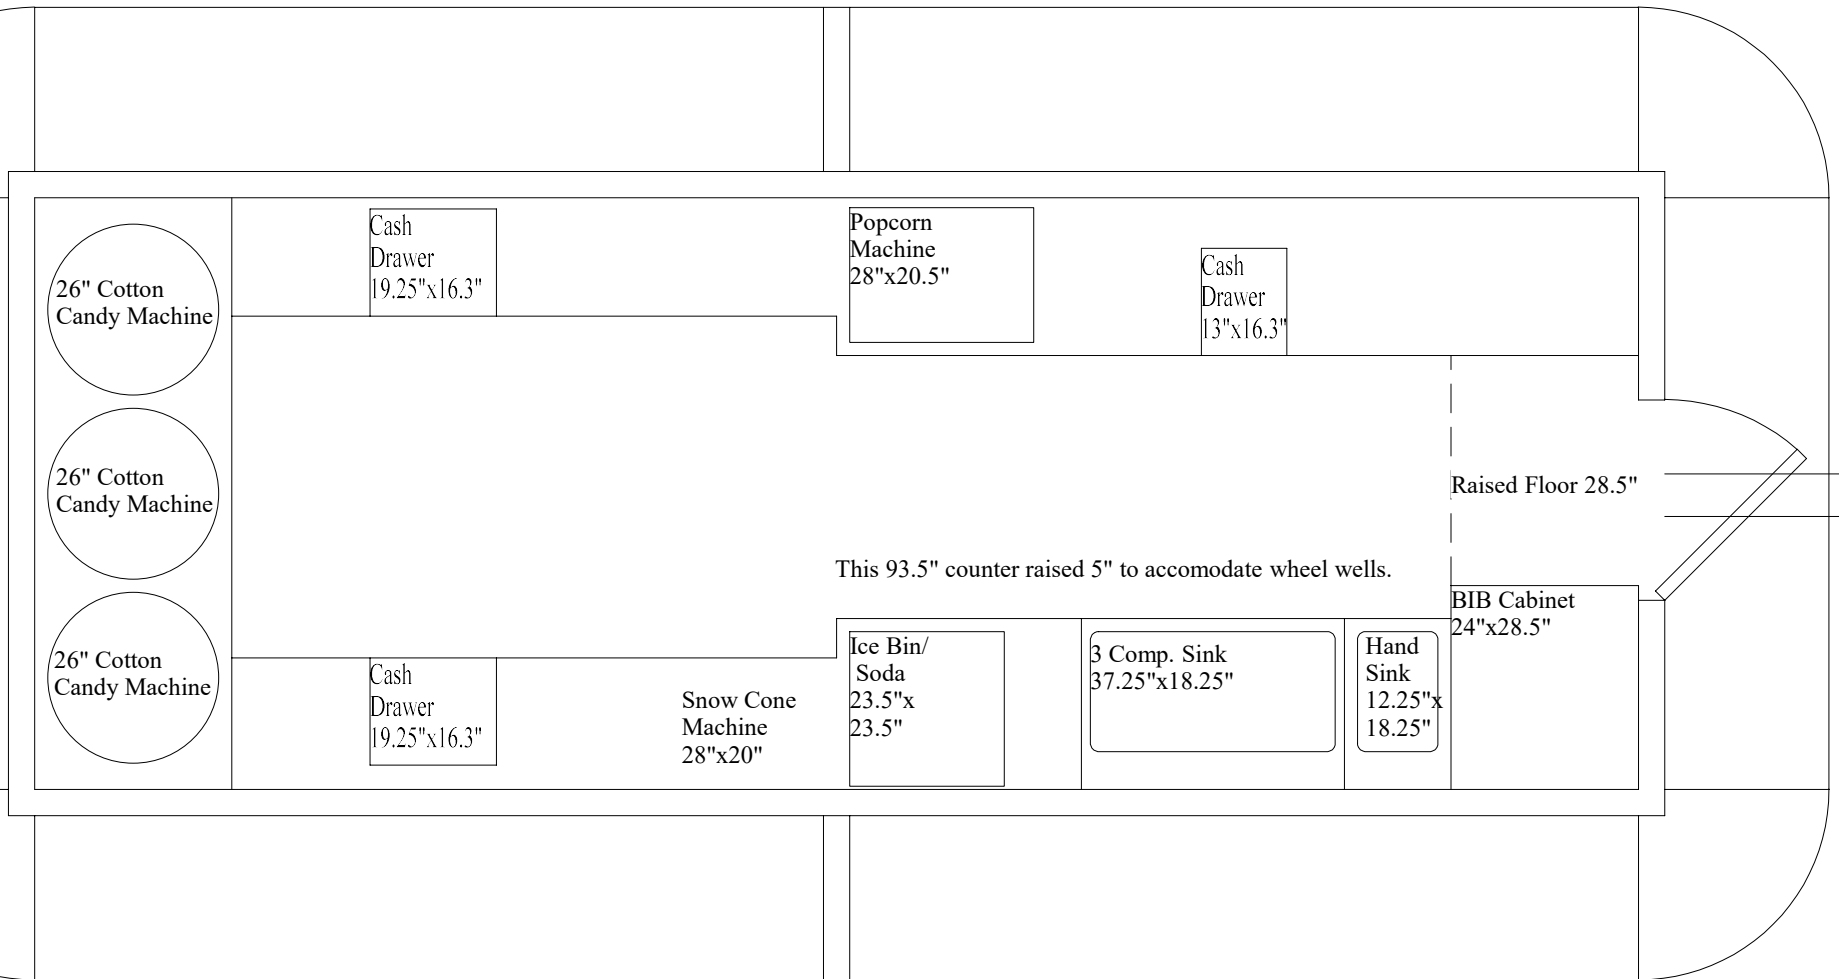 Cash
Drawer
19.25"x16.3"
Popcorn
Machine
28"x20.5"
Cash
Drawer
13"x16.3"
26" Cotton
Candy Machine
26" Cotton
Candy Machine
Raised Floor 28.5"
This 93.5" counter raised 5" to accomodate wheel wells.
BIB Cabinet
24"x28.5"
26" Cotton
Candy Machine
Cash
Drawer
19.25"x16.3"
Snow Cone
Machine
28"x20"
Ice Bin/
Soda
23.5"x
23.5"
3 Comp. Sink
37.25"x18.25"
Hand
Sink
12.25"x
18.25"